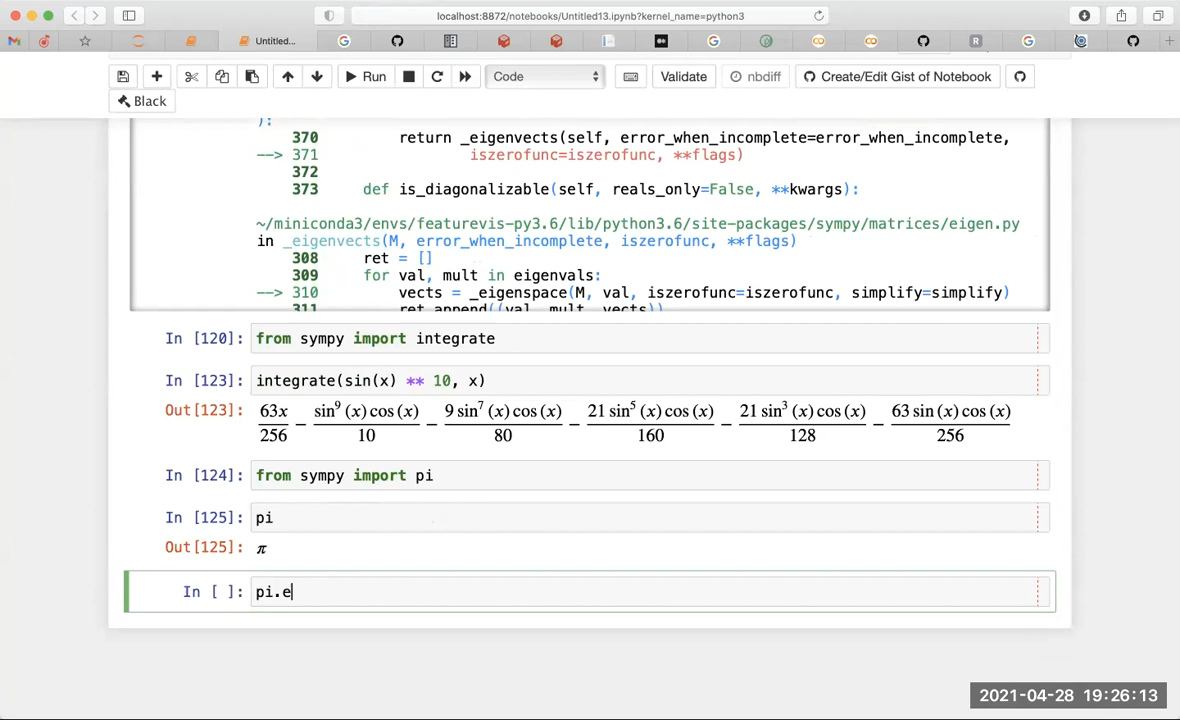 localhost:8872/notebooks/Untitled13.ipynb?kernel_name=python3
Untitled...
Run
Code
Validate
nbdiff
Create/Edit Gist of Notebook
Black
):
370 return _eigenvects(self, error_when_incomplete=error_when_incomplete,
--> 371 iszerofunc=iszerofunc, **flags)
372
373 def is_diagonalizable(self, reals_only=False, **kwargs):
~/miniconda3/envs/featurevis-py3.6/lib/python3.6/site-packages/sympy/matrices/eigen.py
in _eigenvects(M, error_when_incomplete, iszerofunc, **flags)
308 ret = []
309 for val, mult in eigenvals:
--> 310 vects = _eigenspace(M, val, iszerofunc=iszerofunc, simplify=simplify)
311 ret.append((val, mult, vects))
In [120]: from sympy import integrate
In [123]: integrate(sin(x) ** 10, x)
Out[123]: 63x/256 − sin⁹(x)cos(x)/10 − 9 sin⁷(x)cos(x)/80 − 21 sin⁵(x)cos(x)/160 − 21 sin³(x)cos(x)/128 − 63 sin(x)cos(x)/256
In [124]: from sympy import pi
In [125]: pi
Out[125]: π
In [ ]: pi.e
2021-04-28 19:26:13